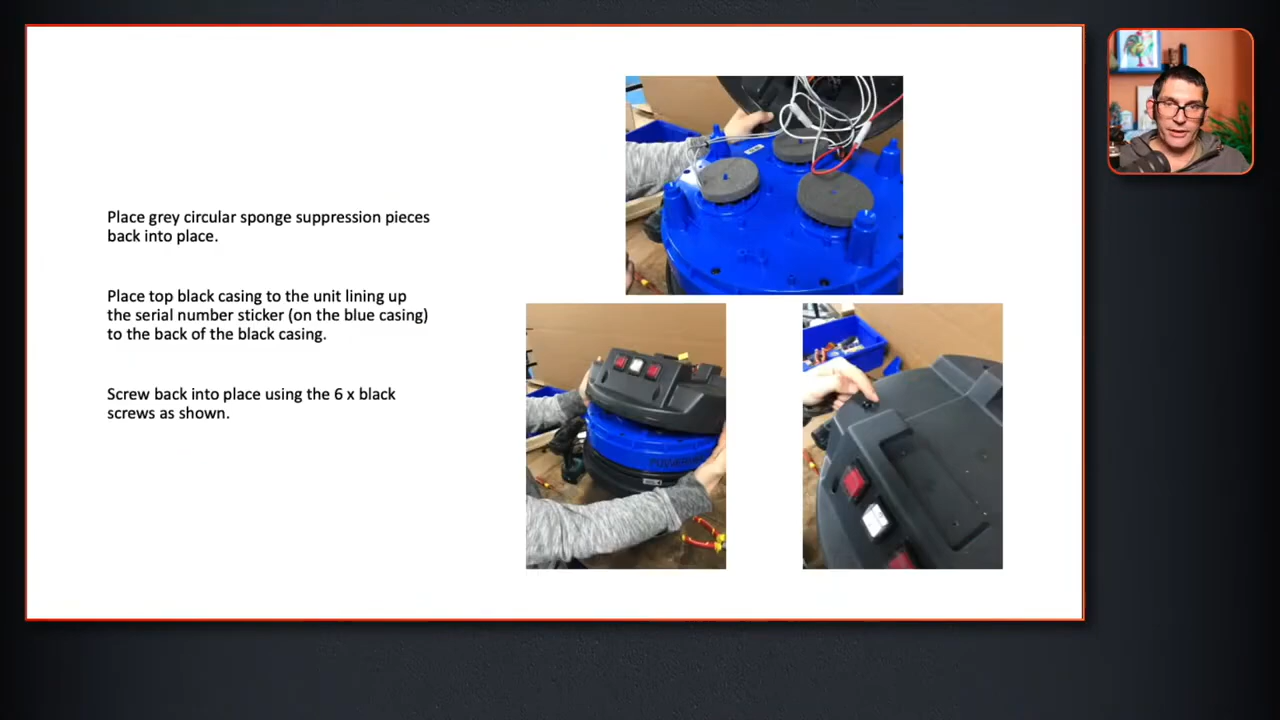 Place grey circular sponge suppression pieces
back into place.
Place top black casing to the unit lining up
the serial number sticker (on the blue casing)
to the back of the black casing.
Screw back into place using the 6 x black
screws as shown.